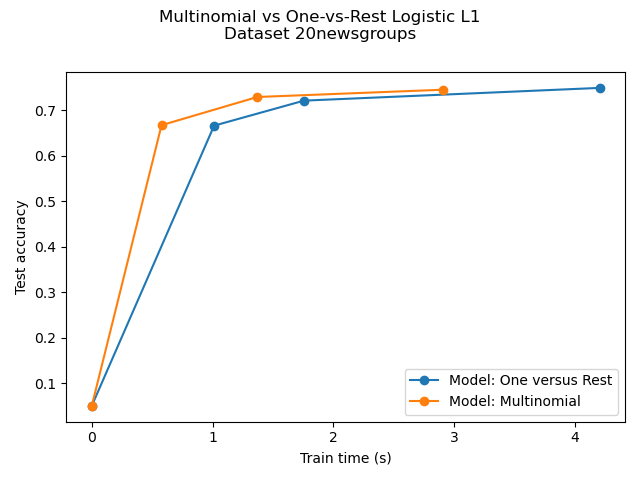 Multinomial vs One-vs-Rest Logistic L1
Dataset 20newsgroups
Test accuracy
0.7
0.6
0.5
0.4
0.3
0.2
0.1
Model: One versus Rest
Model: Multinomial
0 1 2 3 4
Train time (s)